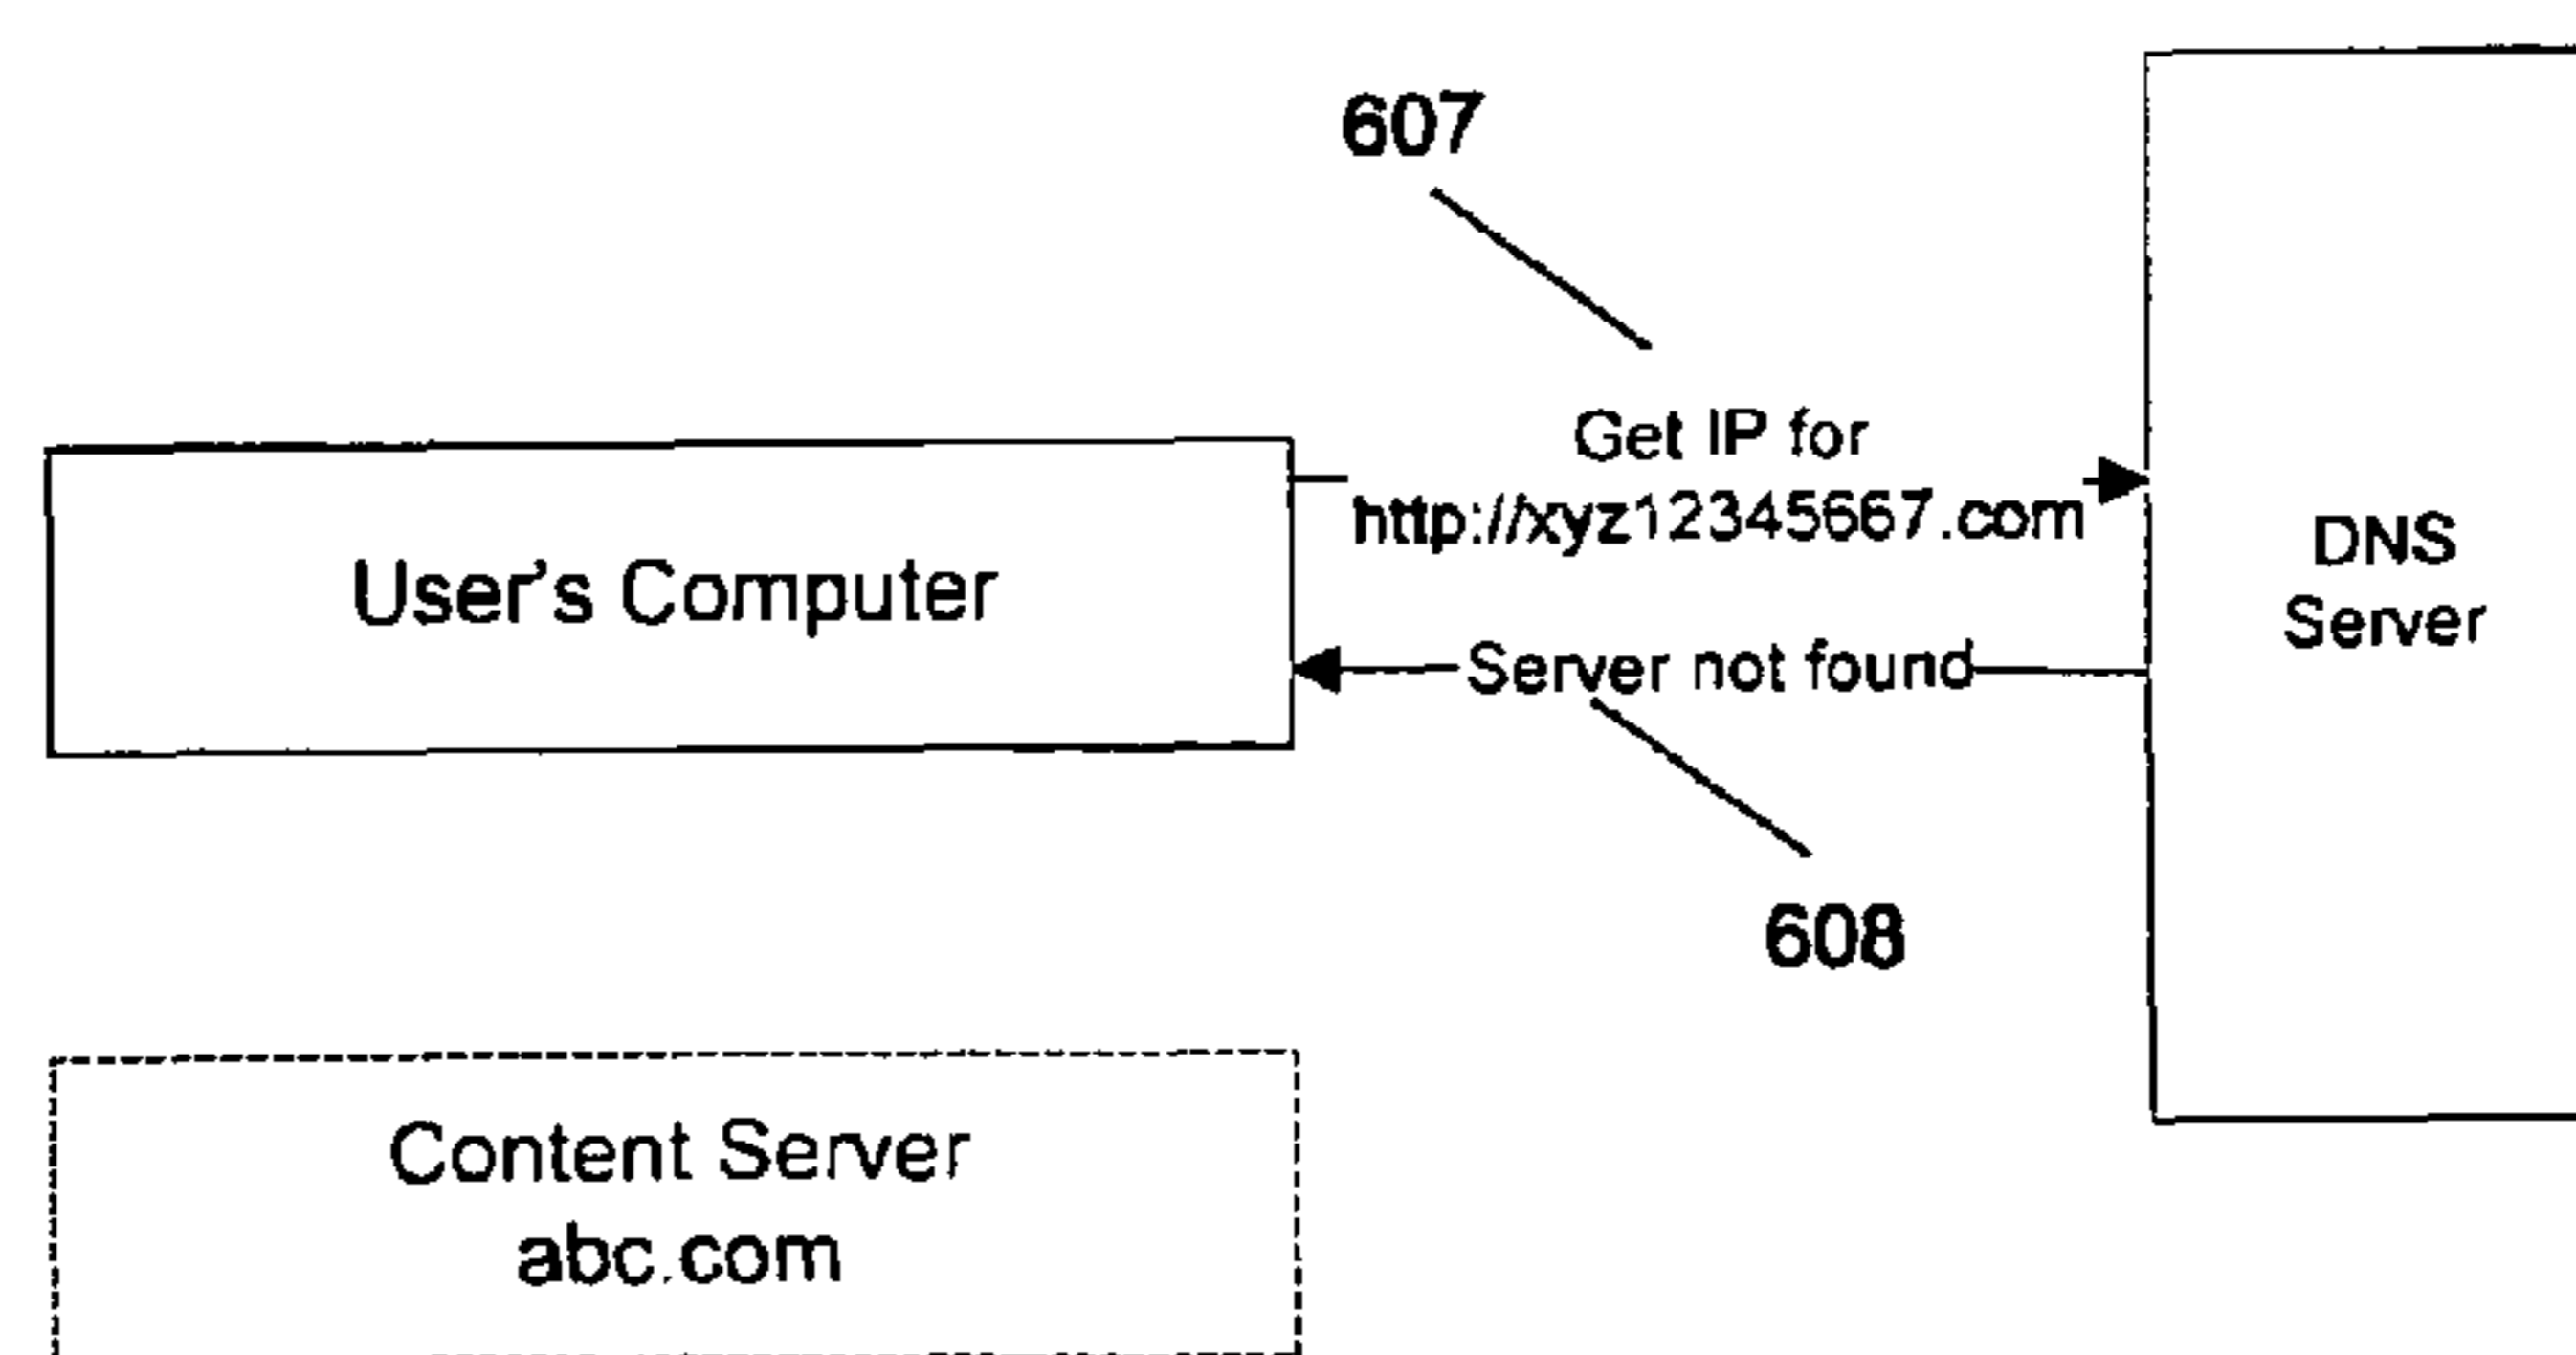 607
Get IP for
http://xyz12345667.com
User's Computer
DNS
Server
Server not found
608
Content Server
abc.com